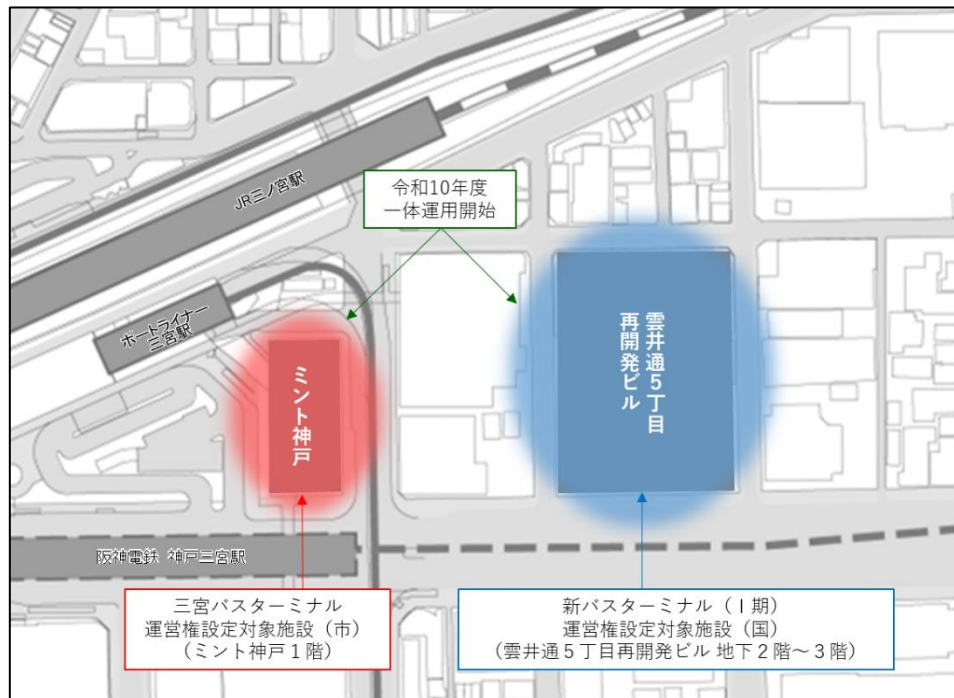 JR三ノ宮駅
令和10年度
一体運用開始
ポートライナー
三宮駅
ミント神戸
雲井通5丁目
再開発ビル
阪神電鉄 神戸三宮駅
三宮バスターミナル
運営権設定対象施設（市）
（ミント神戸１階）
新バスターミナル（Ⅰ期）
運営権設定対象施設（国）
（雲井通５丁目再開発ビル 地下２階～３階）